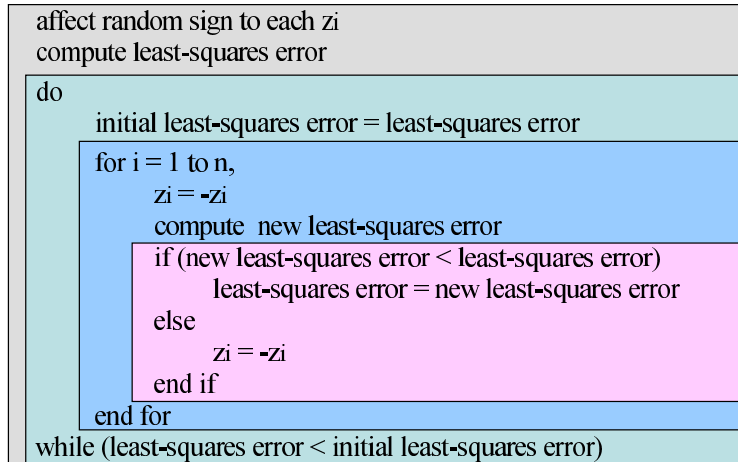 affect random sign to each zi
compute least-squares error
do
initial least-squares error = least-squares error
for i = 1 to n,
zi = -zi
compute new least-squares error
if (new least-squares error < least-squares error)
least-squares error = new least-squares error
else
zi = -zi
end if
end for
while (least-squares error < initial least-squares error)